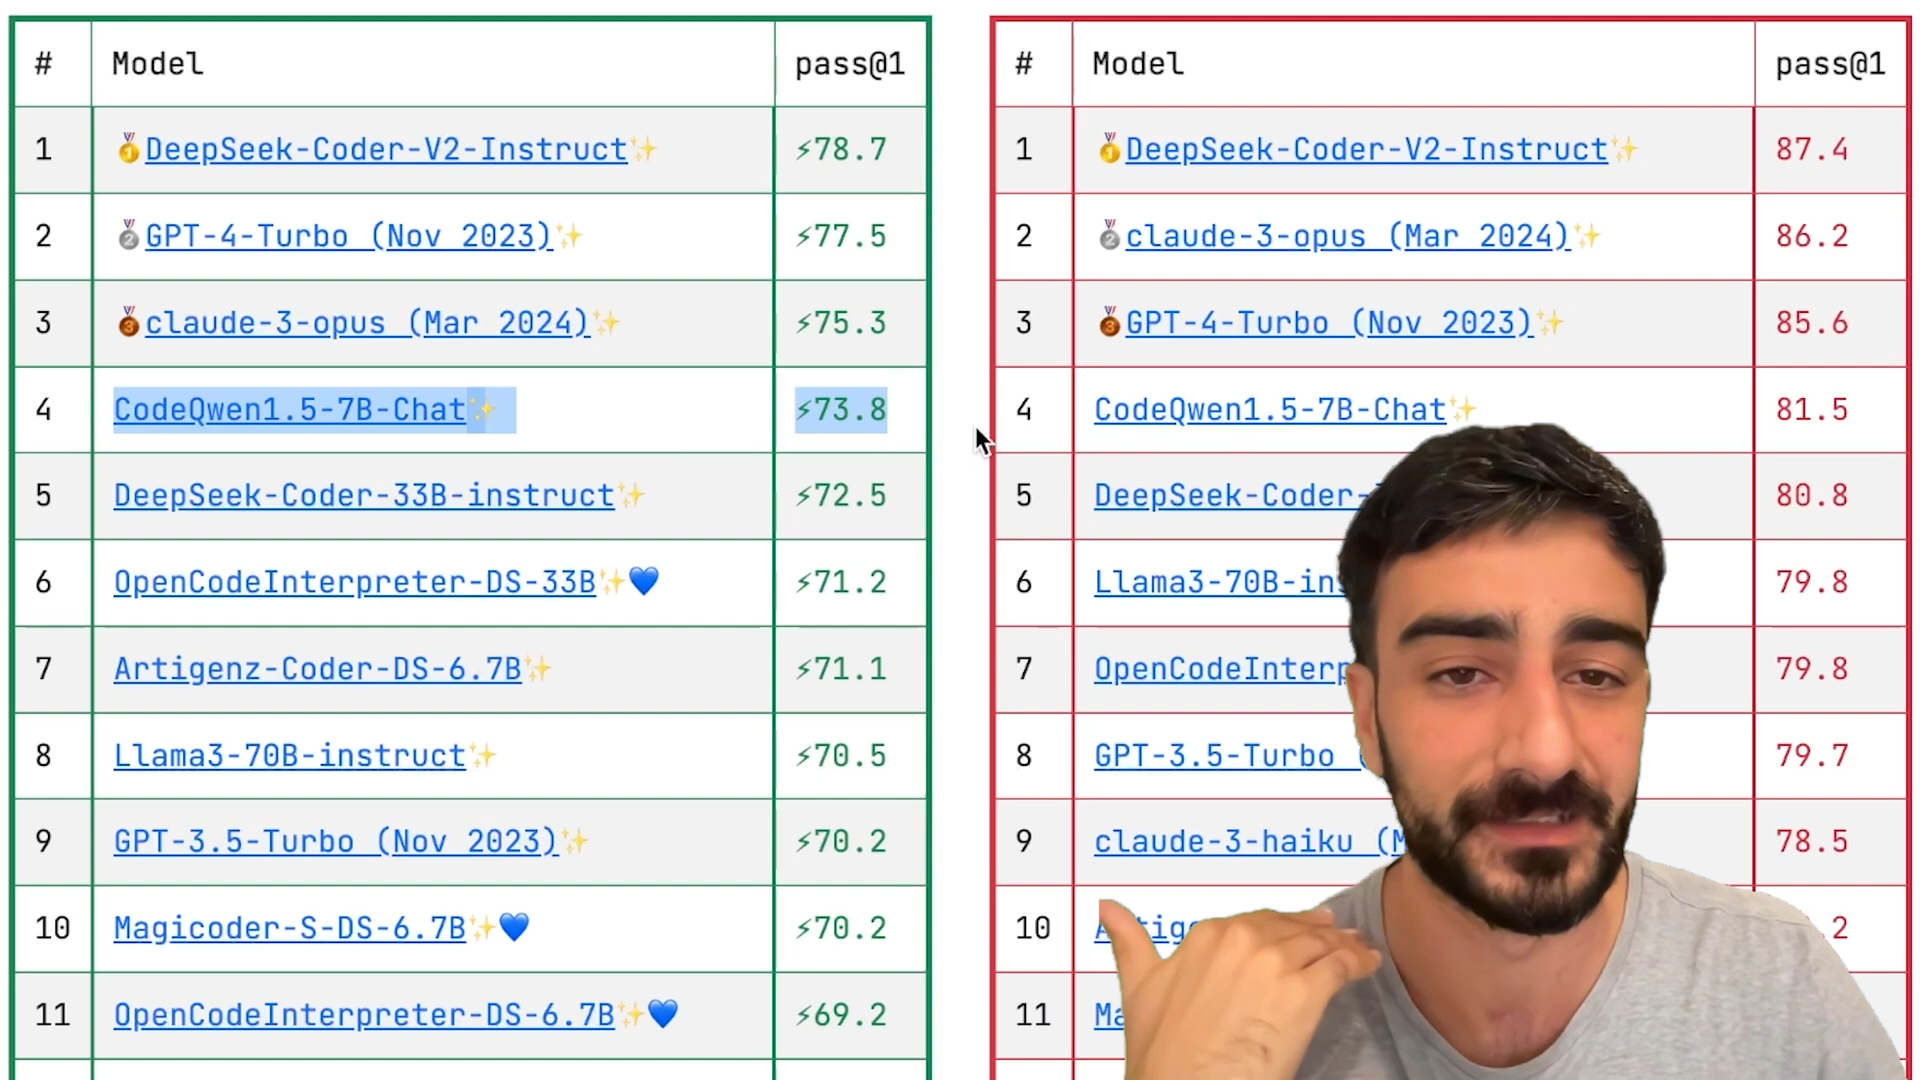 # Model pass@1
1 DeepSeek-Coder-V2-Instruct ⚡78.7
2 GPT-4-Turbo (Nov 2023) ⚡77.5
3 claude-3-opus (Mar 2024) ⚡75.3
4 CodeQwen1.5-7B-Chat ⚡73.8
5 DeepSeek-Coder-33B-instruct ⚡72.5
6 OpenCodeInterpreter-DS-33B ⚡71.2
7 Artigenz-Coder-DS-6.7B ⚡71.1
8 Llama3-70B-instruct ⚡70.5
9 GPT-3.5-Turbo (Nov 2023) ⚡70.2
10 Magicoder-S-DS-6.7B ⚡70.2
11 OpenCodeInterpreter-DS-6.7B ⚡69.2
# Model pass@1
1 DeepSeek-Coder-V2-Instruct 87.4
2 claude-3-opus (Mar 2024) 86.2
3 GPT-4-Turbo (Nov 2023) 85.6
4 CodeQwen1.5-7B-Chat 81.5
5 DeepSeek-Coder- 80.8
6 Llama3-70B-ins 79.8
7 OpenCodeInterp 79.8
8 GPT-3.5-Turbo 79.7
9 claude-3-haiku 78.5
10
11